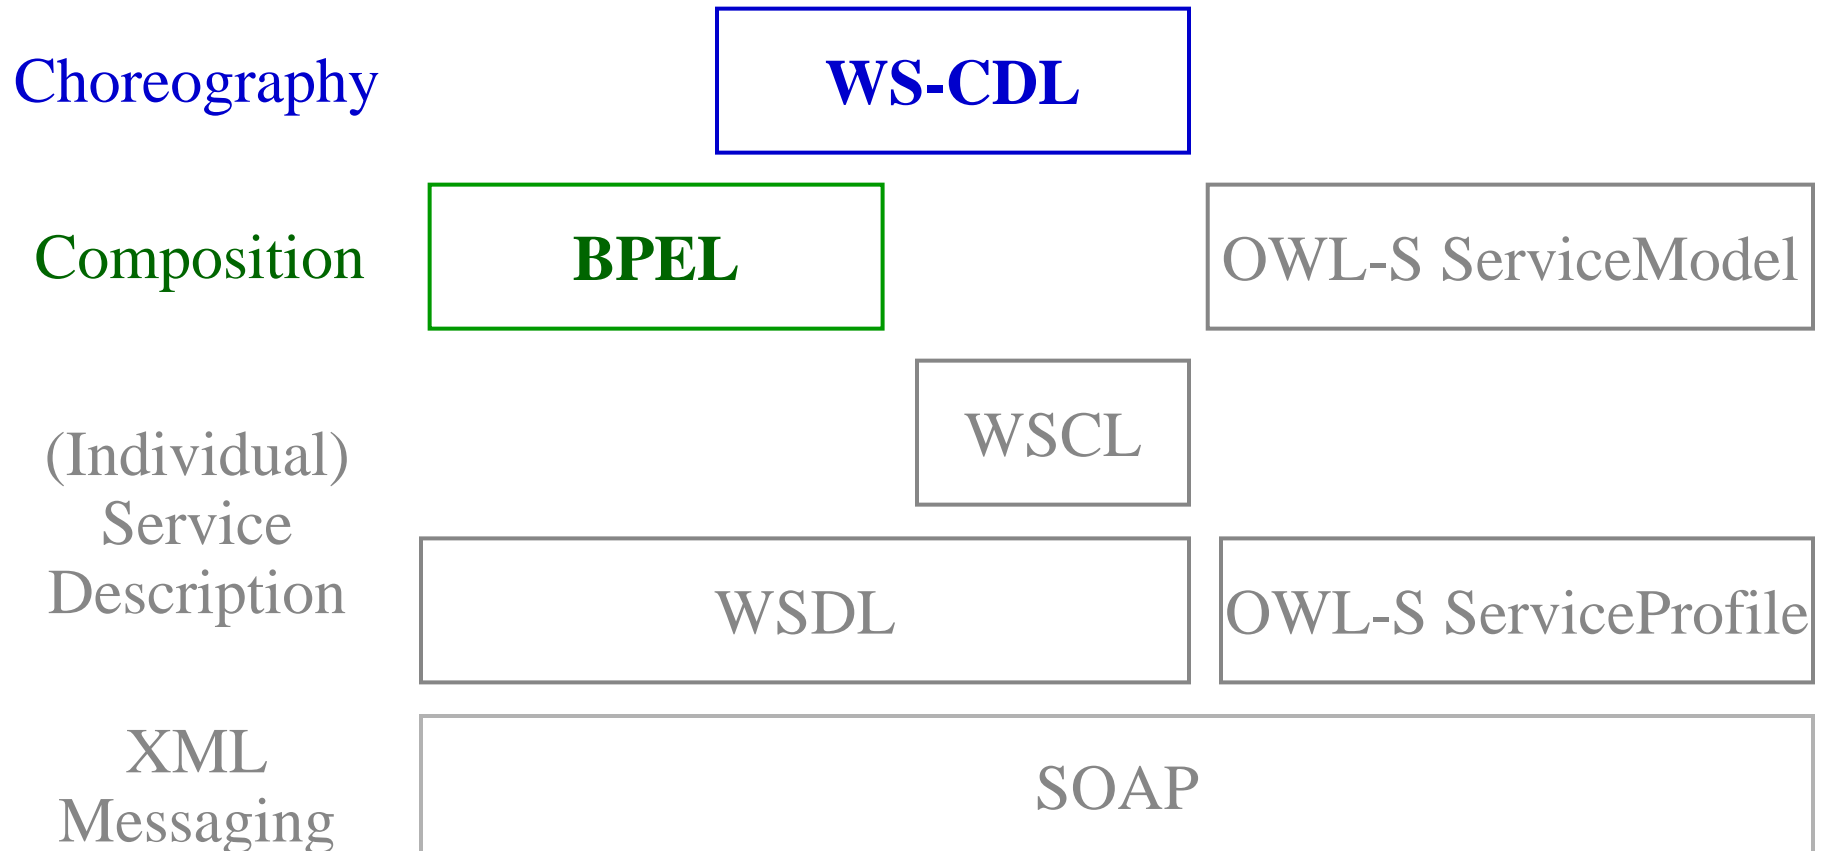 Choreography
WS-CDL
Composition
BPEL
OWL-S ServiceModel
(Individual)
Service
Description
WSCL
WSDL
OWL-S ServiceProfile
XML
Messaging
SOAP